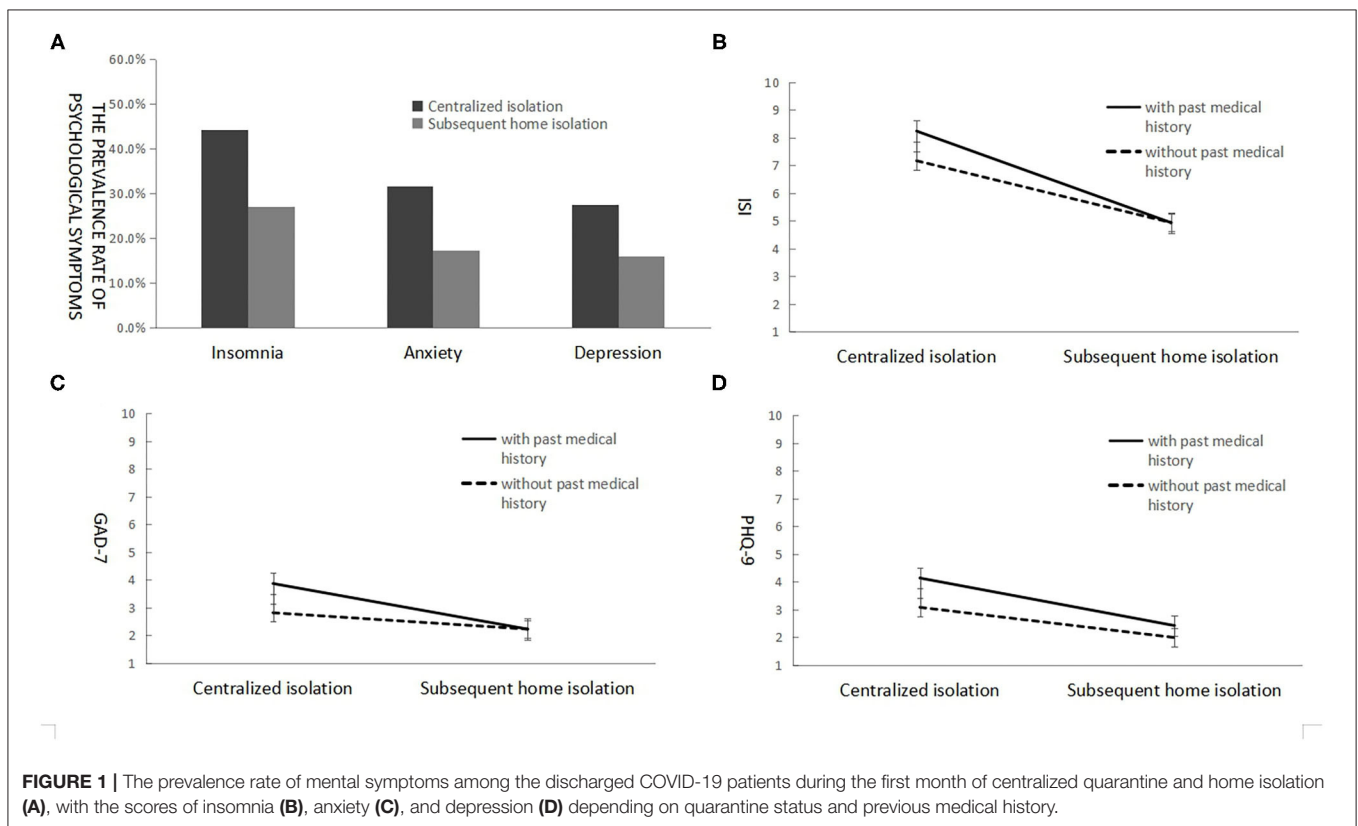 A
THE PREVALENCE RATE OF
PSYCHOLOGICAL SYMPTOMS
60.0%
50.0%
40.0%
30.0%
20.0%
10.0%
0.0%
Centralized isolation
Subsequent home isolation
Insomnia
Anxiety
Depression
B
ISI
10
9
8
7
6
5
4
3
2
1
with past medical
history
without past medical
history
Centralized isolation
Subsequent home isolation
C
GAD-7
10
9
8
7
6
5
4
3
2
1
with past medical
history
without past medical
history
Centralized isolation
Subsequent home isolation
D
PHQ-9
10
9
8
7
6
5
4
3
2
1
with past medical
history
without past medical
history
Centralized isolation
Subsequent home isolation
FIGURE 1 | The prevalence rate of mental symptoms among the discharged COVID-19 patients during the first month of centralized quarantine and home isolation
(A), with the scores of insomnia (B), anxiety (C), and depression (D) depending on quarantine status and previous medical history.